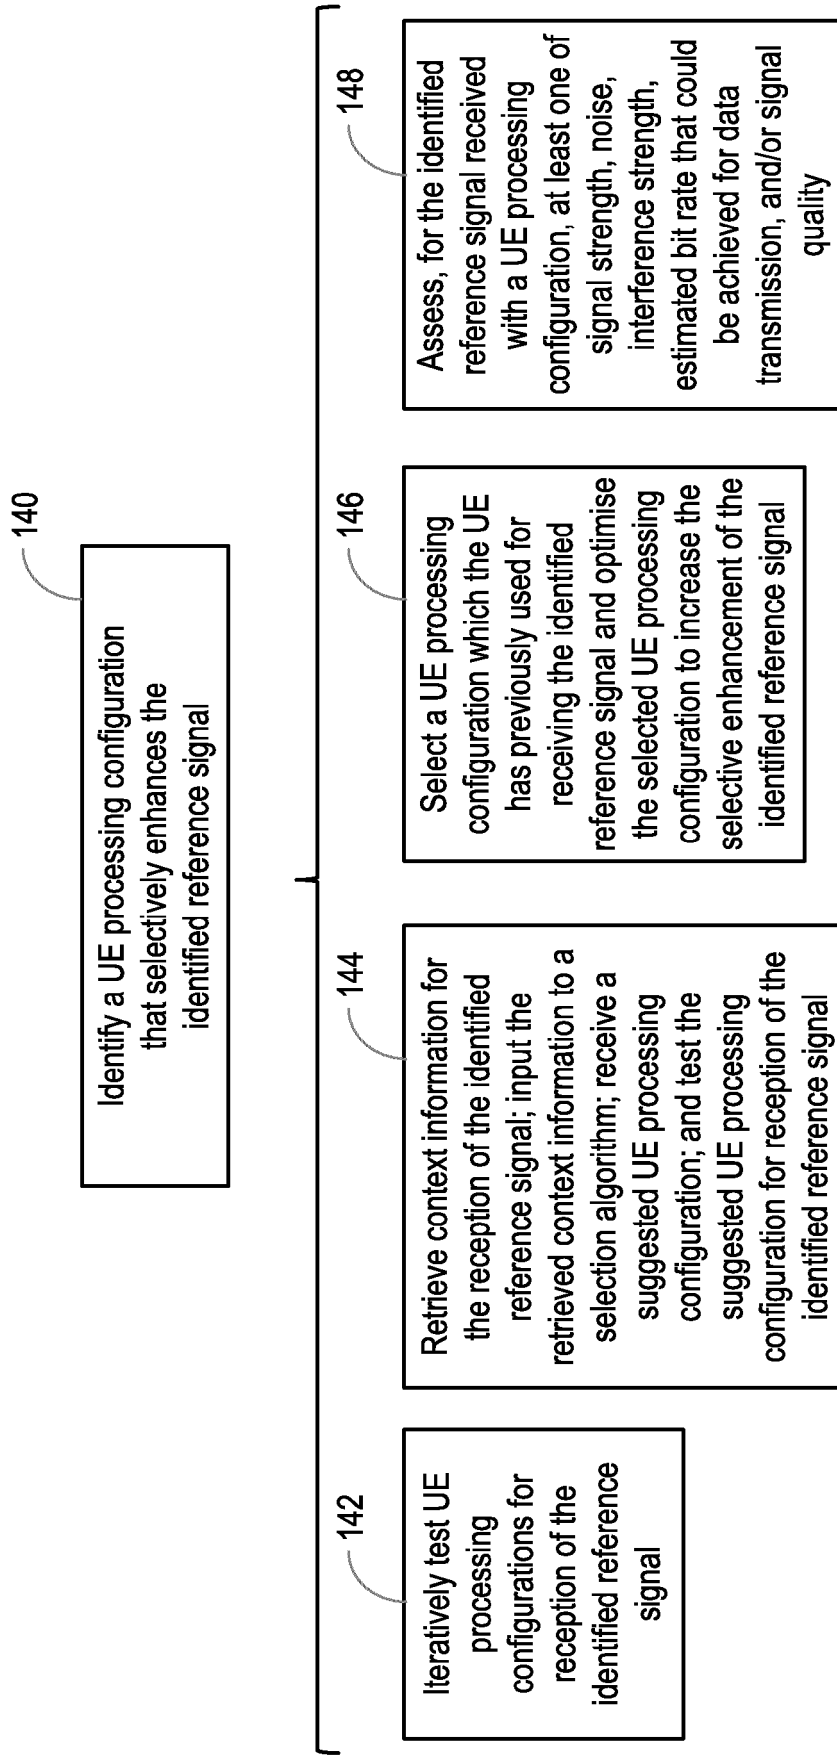 140
Identify a UE processing configuration
that selectively enhances the
identified reference signal
142
Iteratively test UE
processing
configurations for
reception of the
identified reference
signal
144
Retrieve context information for
the reception of the identified
reference signal; input the
retrieved context information to a
selection algorithm; receive a
suggested UE processing
configuration; and test the
suggested UE processing
configuration for reception of the
identified reference signal
146
Select a UE processing
configuration which the UE
has previously used for
receiving the identified
reference signal and optimise
the selected UE processing
configuration to increase the
selective enhancement of the
identified reference signal
148
Assess, for the identified
reference signal received
with a UE processing
configuration, at least one of
signal strength, noise,
interference strength,
estimated bit rate that could
be achieved for data
transmission, and/or signal
quality